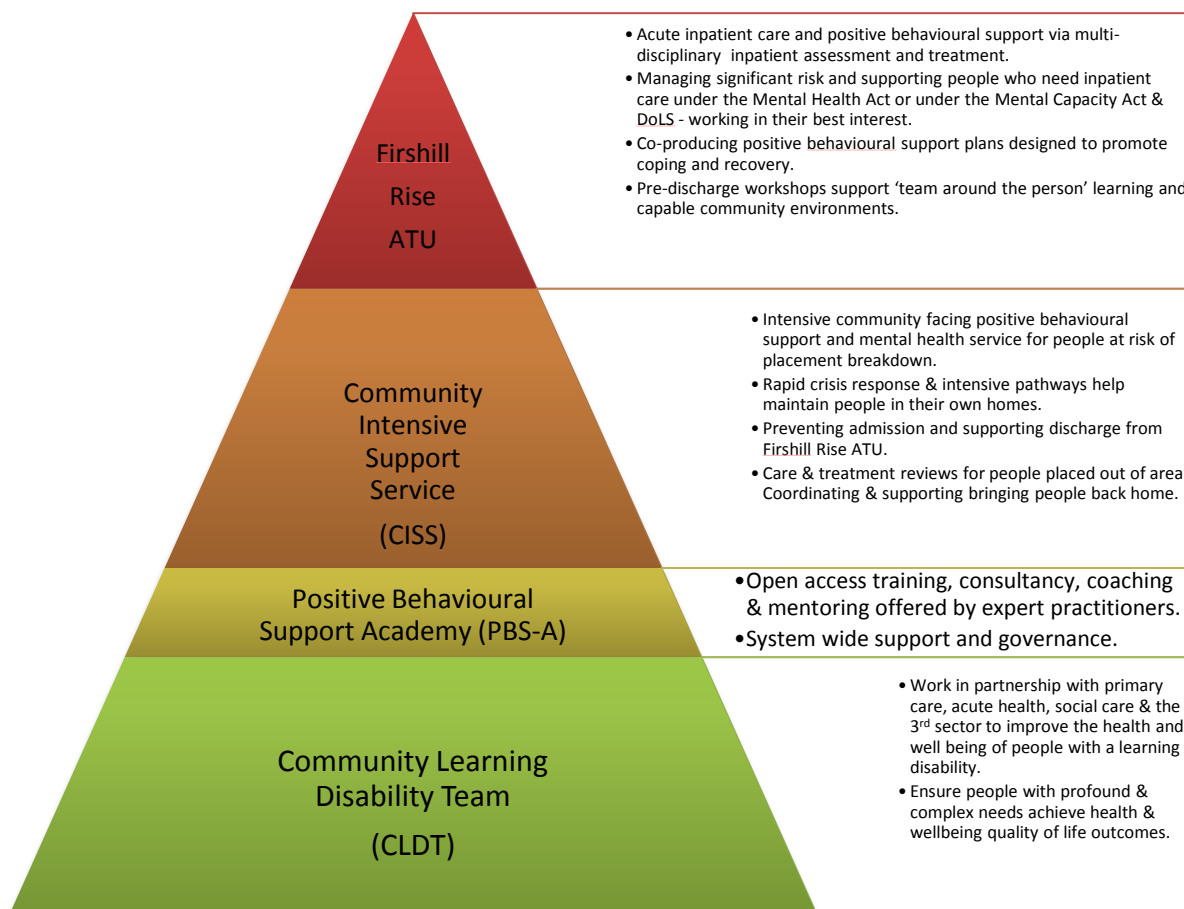 Firshill
Rise
ATU
• Acute inpatient care and positive behavioural support via multi-
disciplinary inpatient assessment and treatment.
• Managing significant risk and supporting people who need inpatient
care under the Mental Health Act or under the Mental Capacity Act &
DoLS - working in their best interest.
• Co-producing positive behavioural support plans designed to promote
coping and recovery.
• Pre-discharge workshops support ‘team around the person’ learning and
capable community environments.
Community
Intensive
Support
Service
(CISS)
• Intensive community facing positive behavioural
support and mental health service for people at risk of
placement breakdown.
• Rapid crisis response & intensive pathways help
maintain people in their own homes.
• Preventing admission and supporting discharge from
Firshill Rise ATU.
• Care & treatment reviews for people placed out of area
Coordinating & supporting bringing people back home.
Positive Behavioural
Support Academy (PBS-A)
•Open access training, consultancy, coaching
& mentoring offered by expert practitioners.
•System wide support and governance.
Community Learning
Disability Team
(CLDT)
• Work in partnership with primary
care, acute health, social care & the
3rd sector to improve the health and
well being of people with a learning
disability.
• Ensure people with profound &
complex needs achieve health &
wellbeing quality of life outcomes.